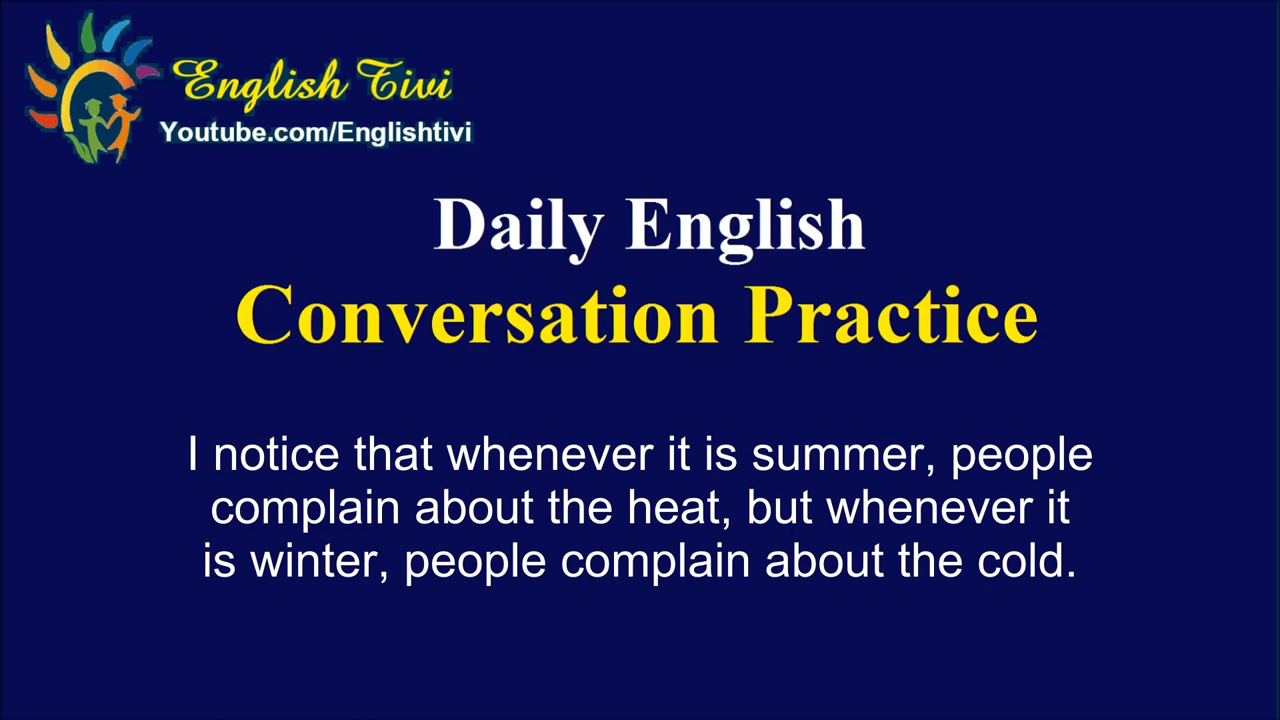 English Tivi
Youtube.com/Englishtivi
Daily English
Conversation Practice
I notice that whenever it is summer, people
complain about the heat, but whenever it
is winter, people complain about the cold.